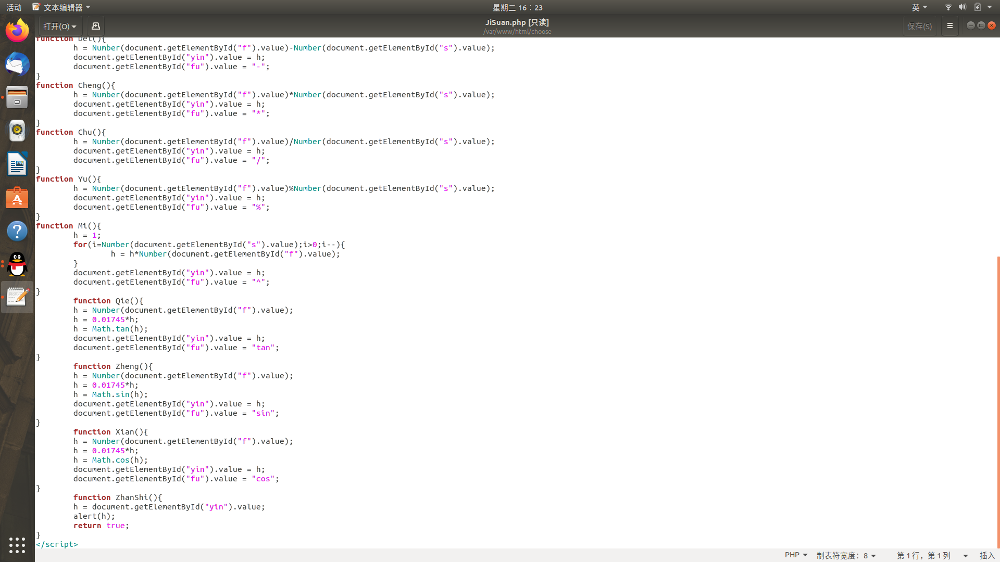 活动
文本编辑器
星期二 16：23
英
打开(O)
JiSuan.php [只读]
/var/www/html/choose
保存(S)
function Del(){
h = Number(document.getElementById("f").value)-Number(document.getElementById("s").value);
document.getElementById("yin").value = h;
document.getElementById("fu").value = "-";
}
function Cheng(){
h = Number(document.getElementById("f").value)*Number(document.getElementById("s").value);
document.getElementById("yin").value = h;
document.getElementById("fu").value = "*";
}
function Chu(){
h = Number(document.getElementById("f").value)/Number(document.getElementById("s").value);
document.getElementById("yin").value = h;
document.getElementById("fu").value = "/";
}
function Yu(){
h = Number(document.getElementById("f").value)%Number(document.getElementById("s").value);
document.getElementById("yin").value = h;
document.getElementById("fu").value = "%";
}
function Mi(){
h = 1;
for(i=Number(document.getElementById("s").value);i>0;i--){
h = h*Number(document.getElementById("f").value);
}
document.getElementById("yin").value = h;
document.getElementById("fu").value = "^";
}
function Qie(){
h = Number(document.getElementById("f").value);
h = 0.01745*h;
h = Math.tan(h);
document.getElementById("yin").value = h;
document.getElementById("fu").value = "tan";
}
function Zheng(){
h = Number(document.getElementById("f").value);
h = 0.01745*h;
h = Math.sin(h);
document.getElementById("yin").value = h;
document.getElementById("fu").value = "sin";
}
function Xian(){
h = Number(document.getElementById("f").value);
h = 0.01745*h;
h = Math.cos(h);
document.getElementById("yin").value = h;
document.getElementById("fu").value = "cos";
}
function ZhanShi(){
h = document.getElementById("yin").value;
alert(h);
return true;
}
</script>
PHP
制表符宽度：8
第 1 行，第 1 列
插入